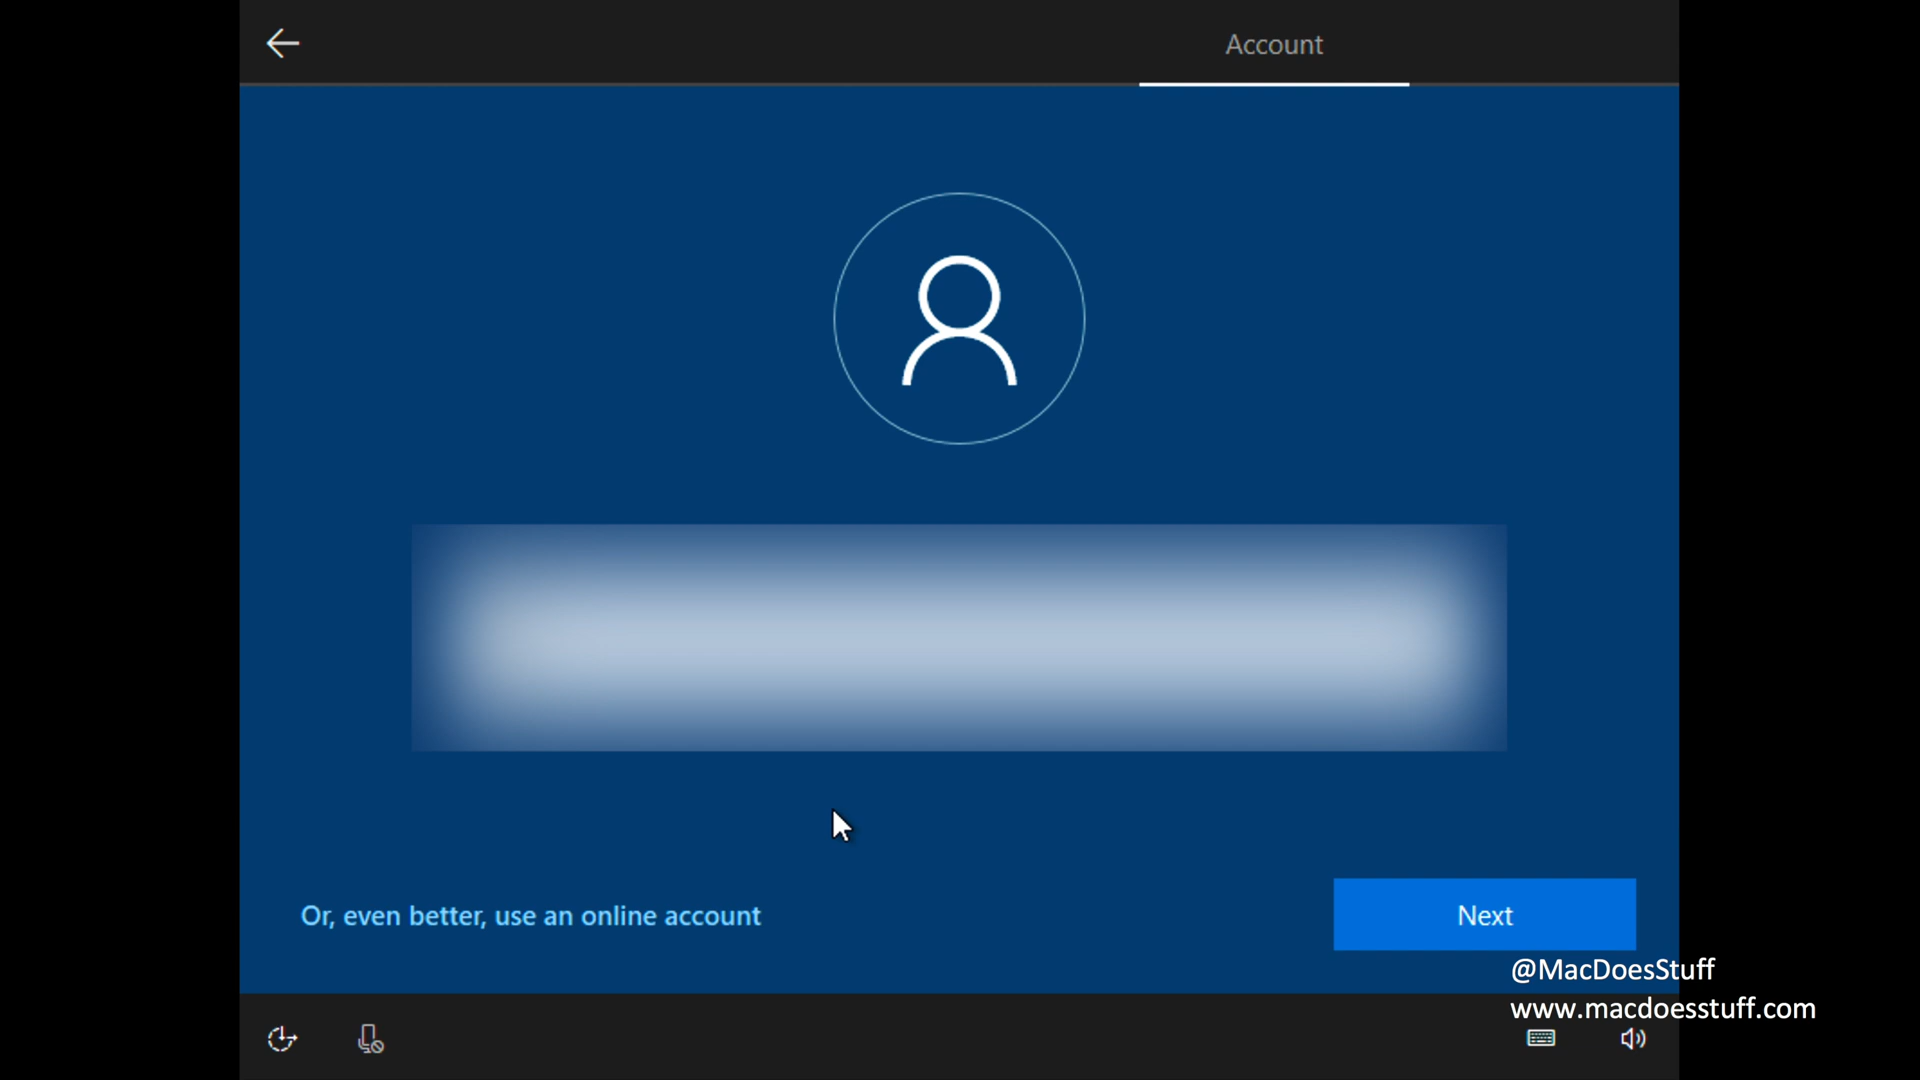 Account
Or, even better, use an online account
Next
@MacDoesStuff
www.macdoesstuff.com